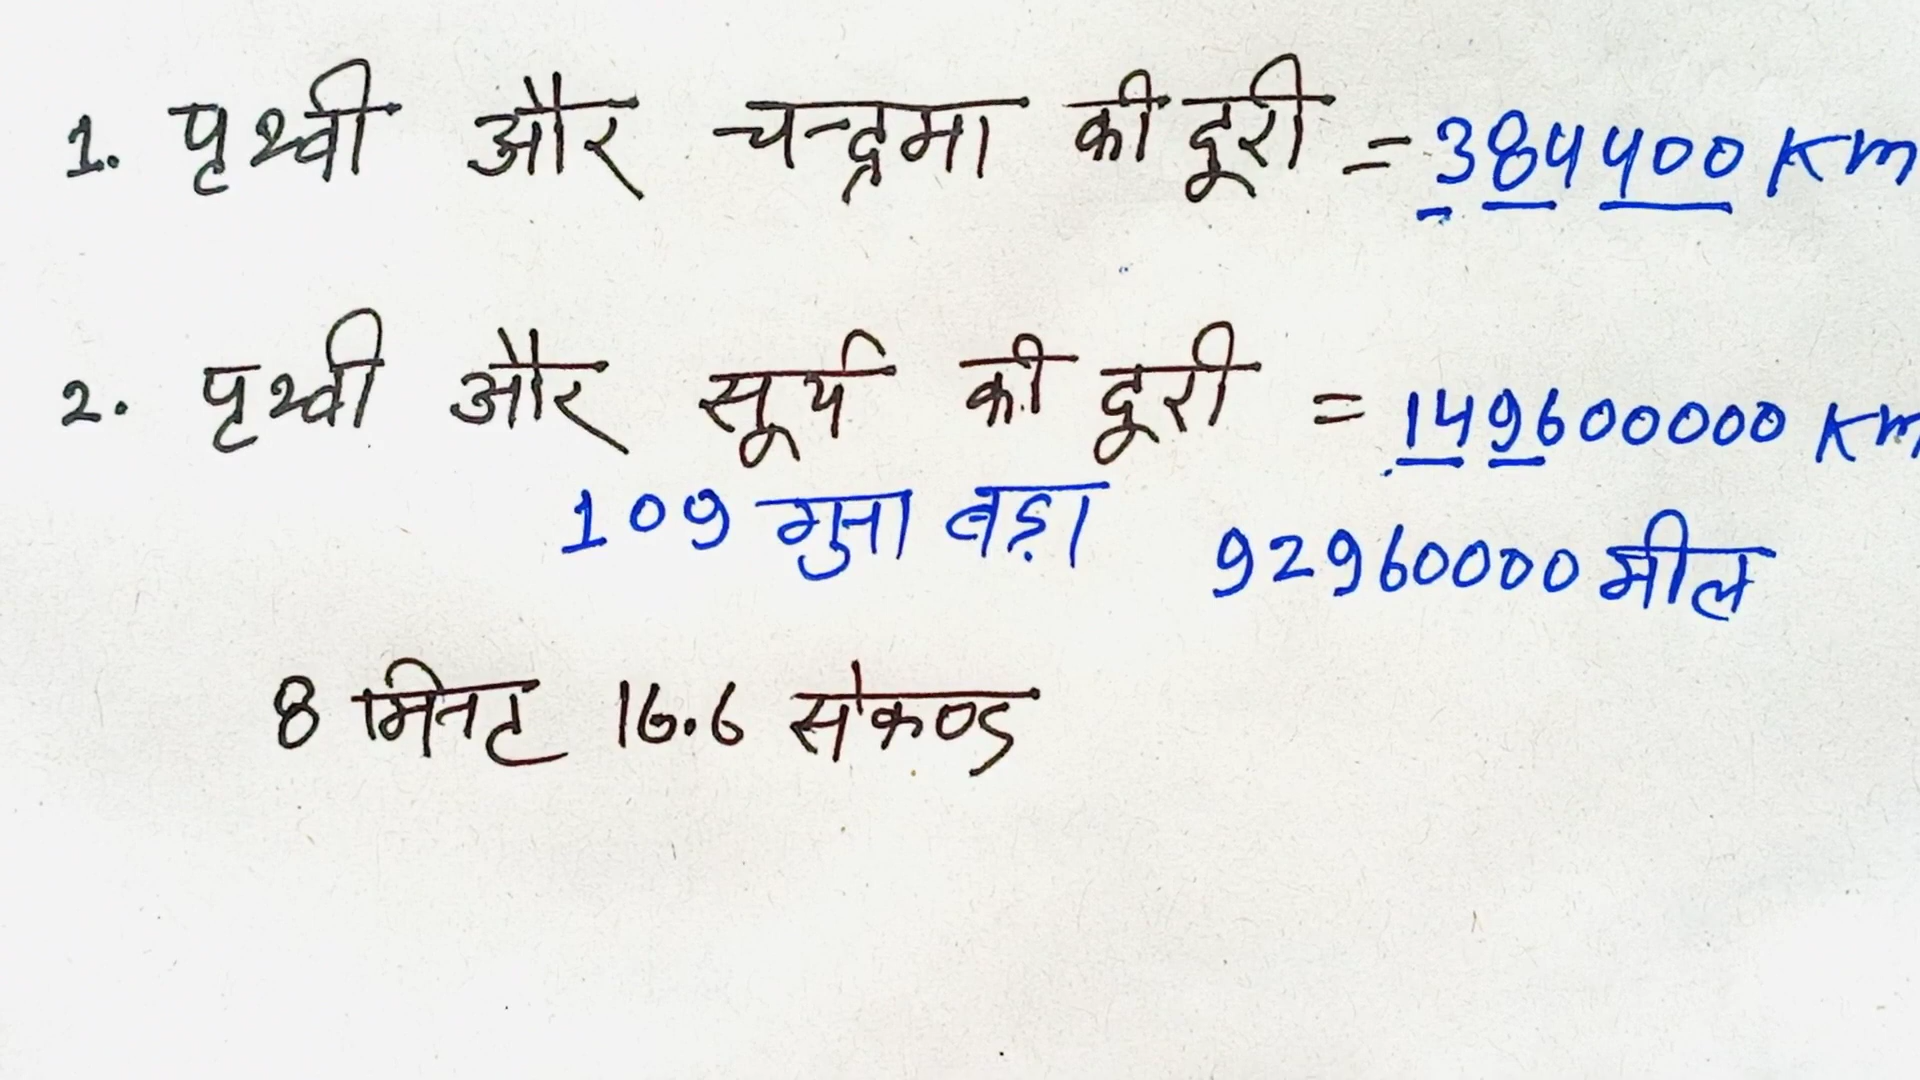 1. पृथ्वी और चन्द्रमा की दूरी = 384400 Km
2. पृथ्वी और सूर्य की दूरी = 149600000 Km
109 गुना बड़ा 92960000 मील
8 मिनट 16.6 सेकण्ड